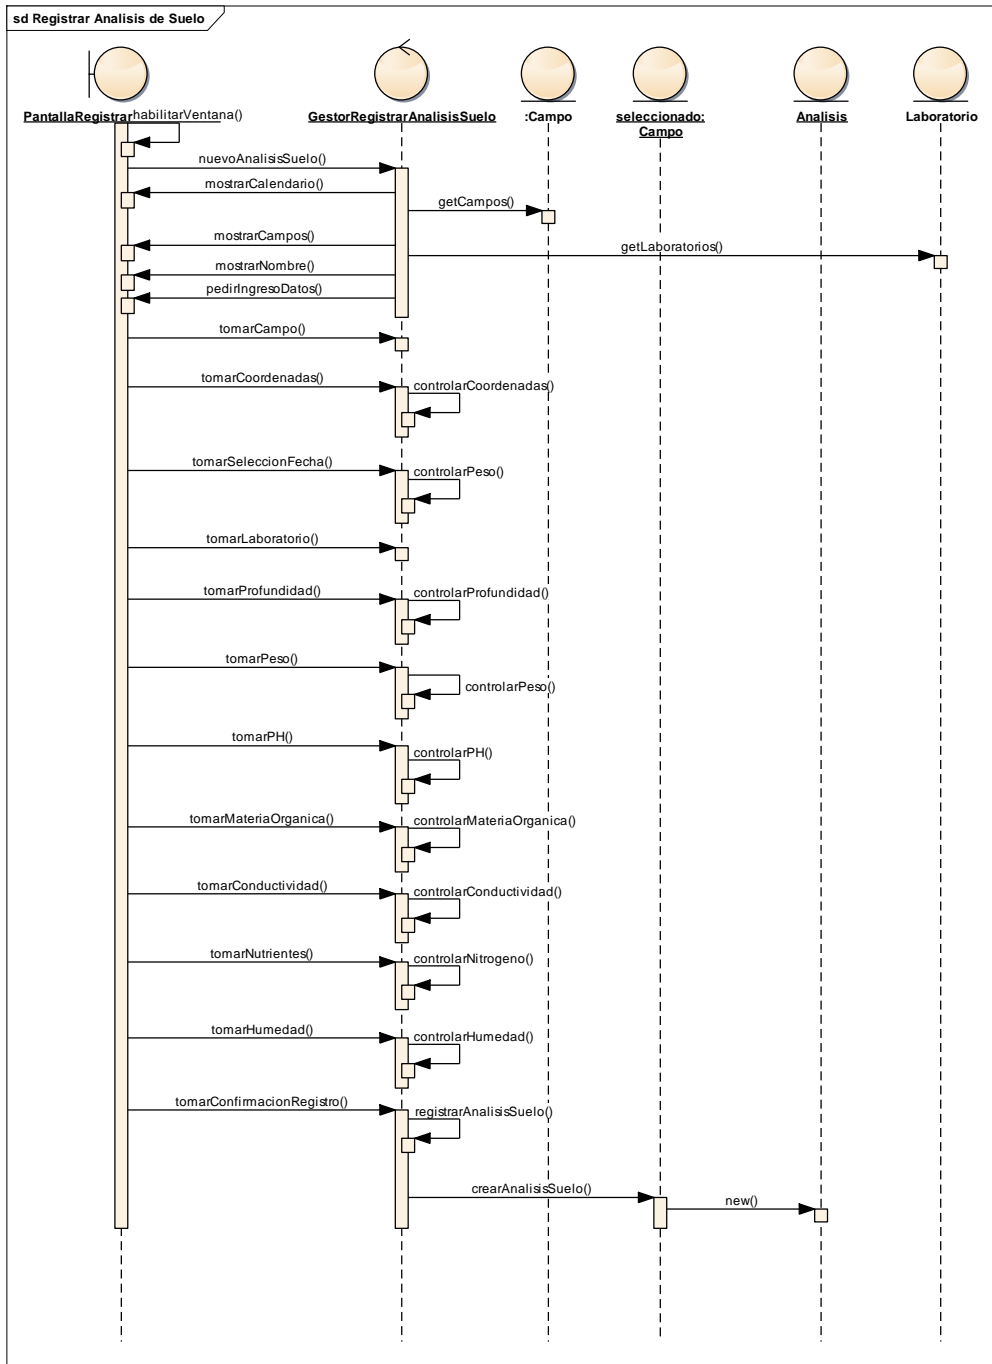 sd Registrar Analisis de Suelo
PantallaRegistrar
GestorRegistrarAnalisisSuelo
:Campo
seleccionado:
Campo
Analisis
Laboratorio
habilitarVentana()
nuevoAnalisisSuelo()
mostrarCalendario()
getCampos()
mostrarCampos()
getLaboratorios()
mostrarNombre()
pedirIngresoDatos()
tomarCampo()
tomarCoordenadas()
controlarCoordenadas()
tomarSeleccionFecha()
controlarPeso()
tomarLaboratorio()
tomarProfundidad()
controlarProfundidad()
tomarPeso()
controlarPeso()
tomarPH()
controlarPH()
tomarMateriaOrganica()
controlarMateriaOrganica()
tomarConductividad()
controlarConductividad()
tomarNutrientes()
controlarNitrogeno()
tomarHumedad()
controlarHumedad()
tomarConfirmacionRegistro()
registrarAnalisisSuelo()
crearAnalisisSuelo()
new()